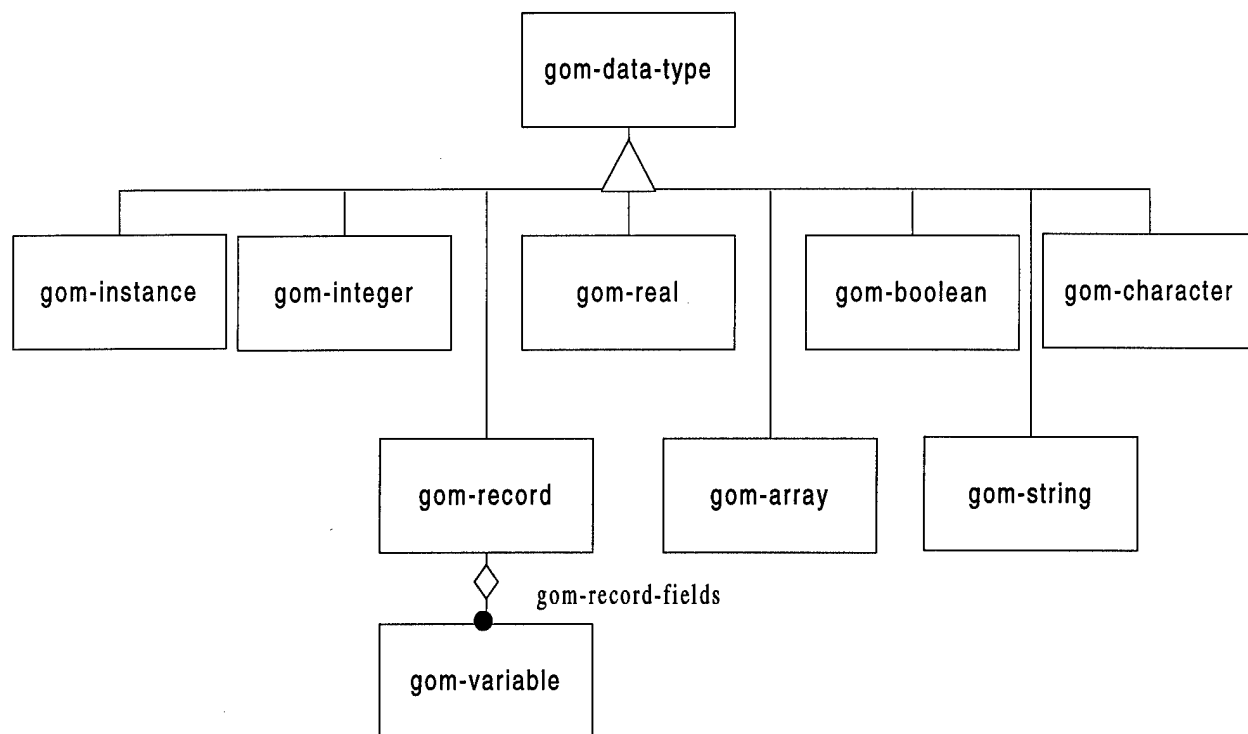 gom-data-type
gom-instance
gom-integer
gom-real
gom-boolean
gom-character
gom-record
gom-array
gom-string
gom-record-fields
gom-variable